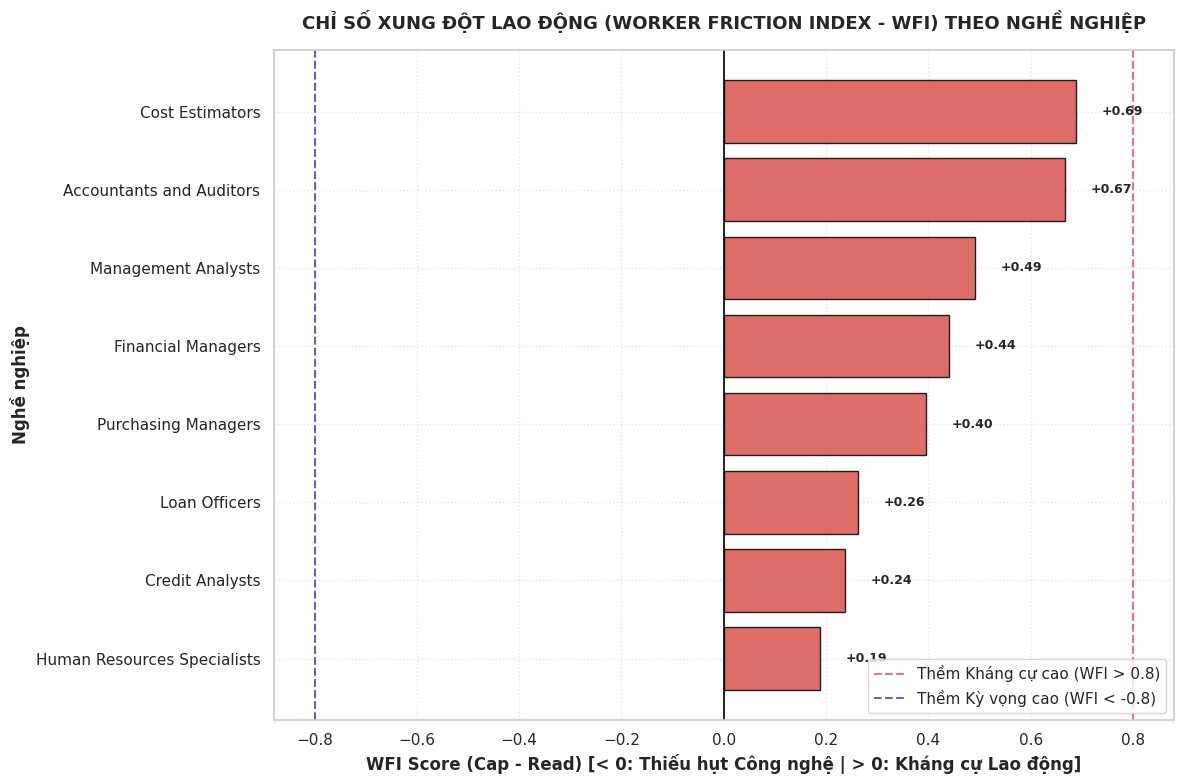 CHỈ SỐ XUNG ĐỘT LAO ĐỘNG (WORKER FRICTION INDEX - WFI) THEO NGHỀ NGHIỆP
Nghề nghiệp
Cost Estimators
+0.69
Accountants and Auditors
+0.67
Management Analysts
+0.49
Financial Managers
+0.44
Purchasing Managers
+0.40
Loan Officers
+0.26
Credit Analysts
+0.24
Human Resources Specialists
+0.19
Thềm Kháng cự cao (WFI > 0.8)
Thềm Kỳ vọng cao (WFI < -0.8)
−0.8 −0.6 −0.4 −0.2 0.0 0.2 0.4 0.6 0.8
WFI Score (Cap - Read) [< 0: Thiếu hụt Công nghệ | > 0: Kháng cự Lao động]